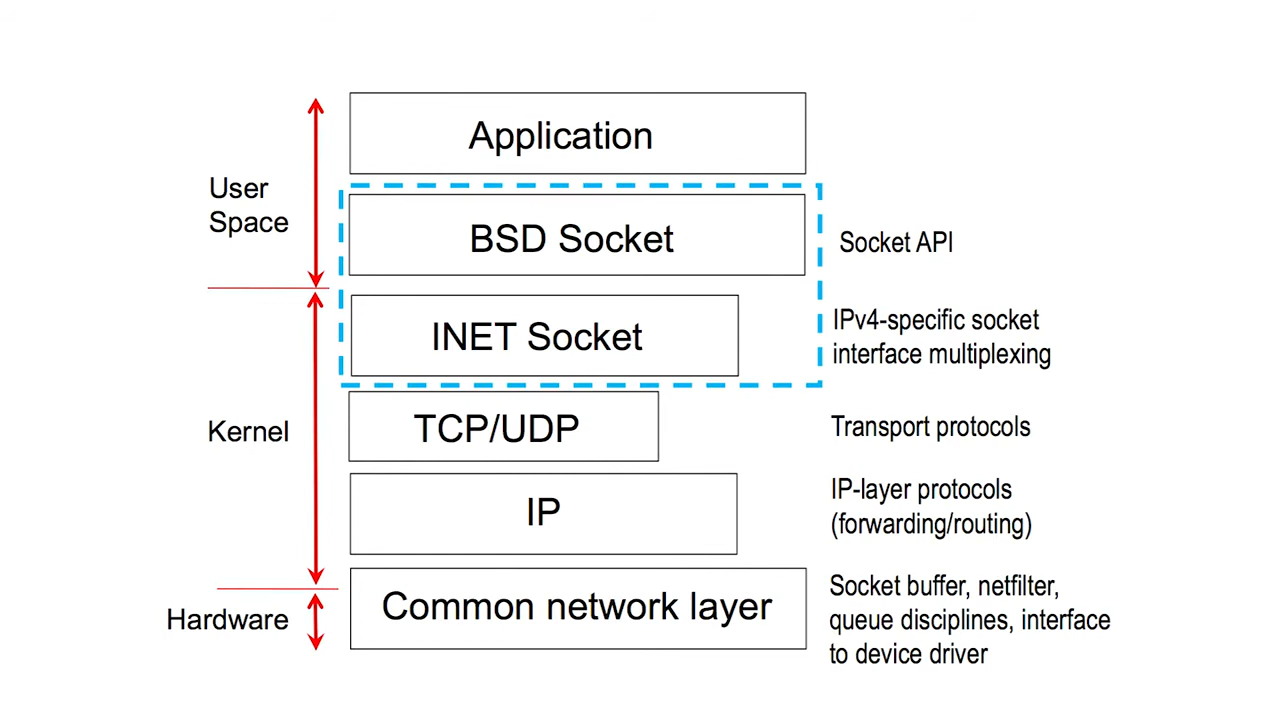 Application
User
Space
BSD Socket
Socket API
INET Socket
IPv4-specific socket
interface multiplexing
Kernel
TCP/UDP
Transport protocols
IP
IP-layer protocols
(forwarding/routing)
Hardware
Common network layer
Socket buffer, netfilter,
queue disciplines, interface
to device driver